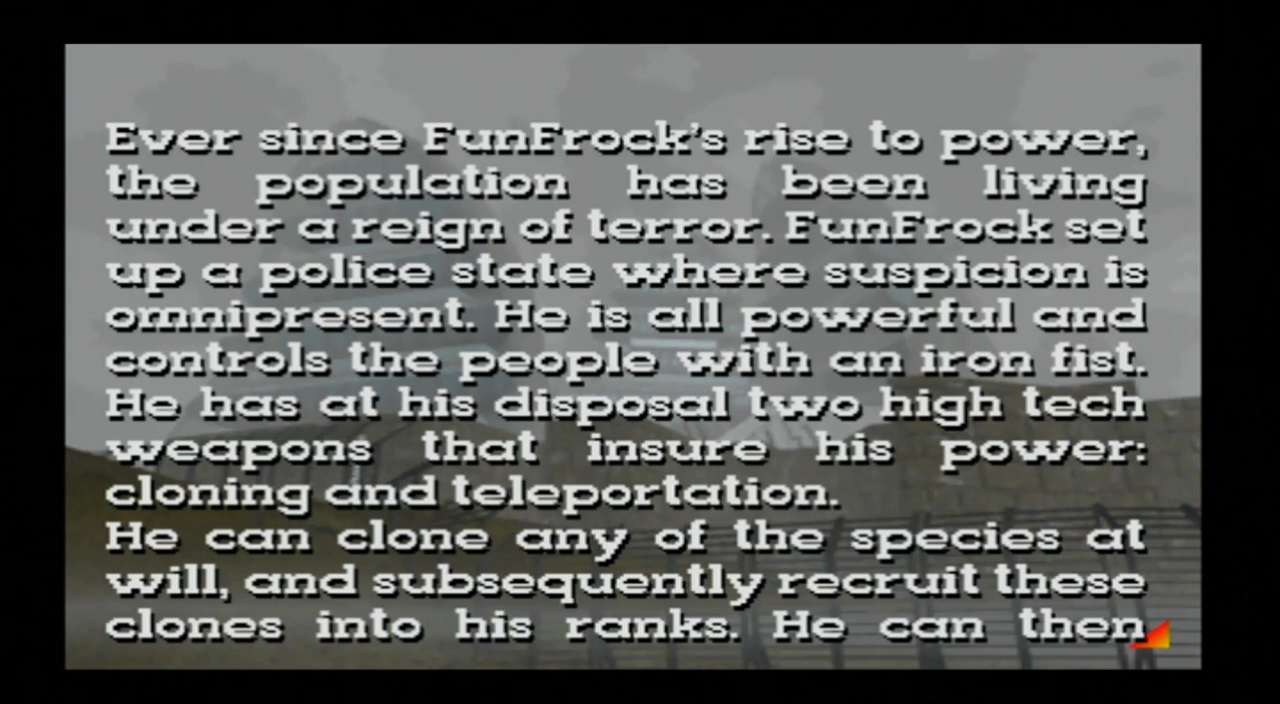 Ever since FunFrock's rise to power,
the population has been living
under a reign of terror. FunFrock set
up a police state where suspicion is
omnipresent. He is all powerful and
controls the people with an iron fist.
He has at his disposal two high tech
weapons that insure his power:
cloning and teleportation.
He can clone any of the species at
will, and subsequently recruit these
clones into his ranks. He can then